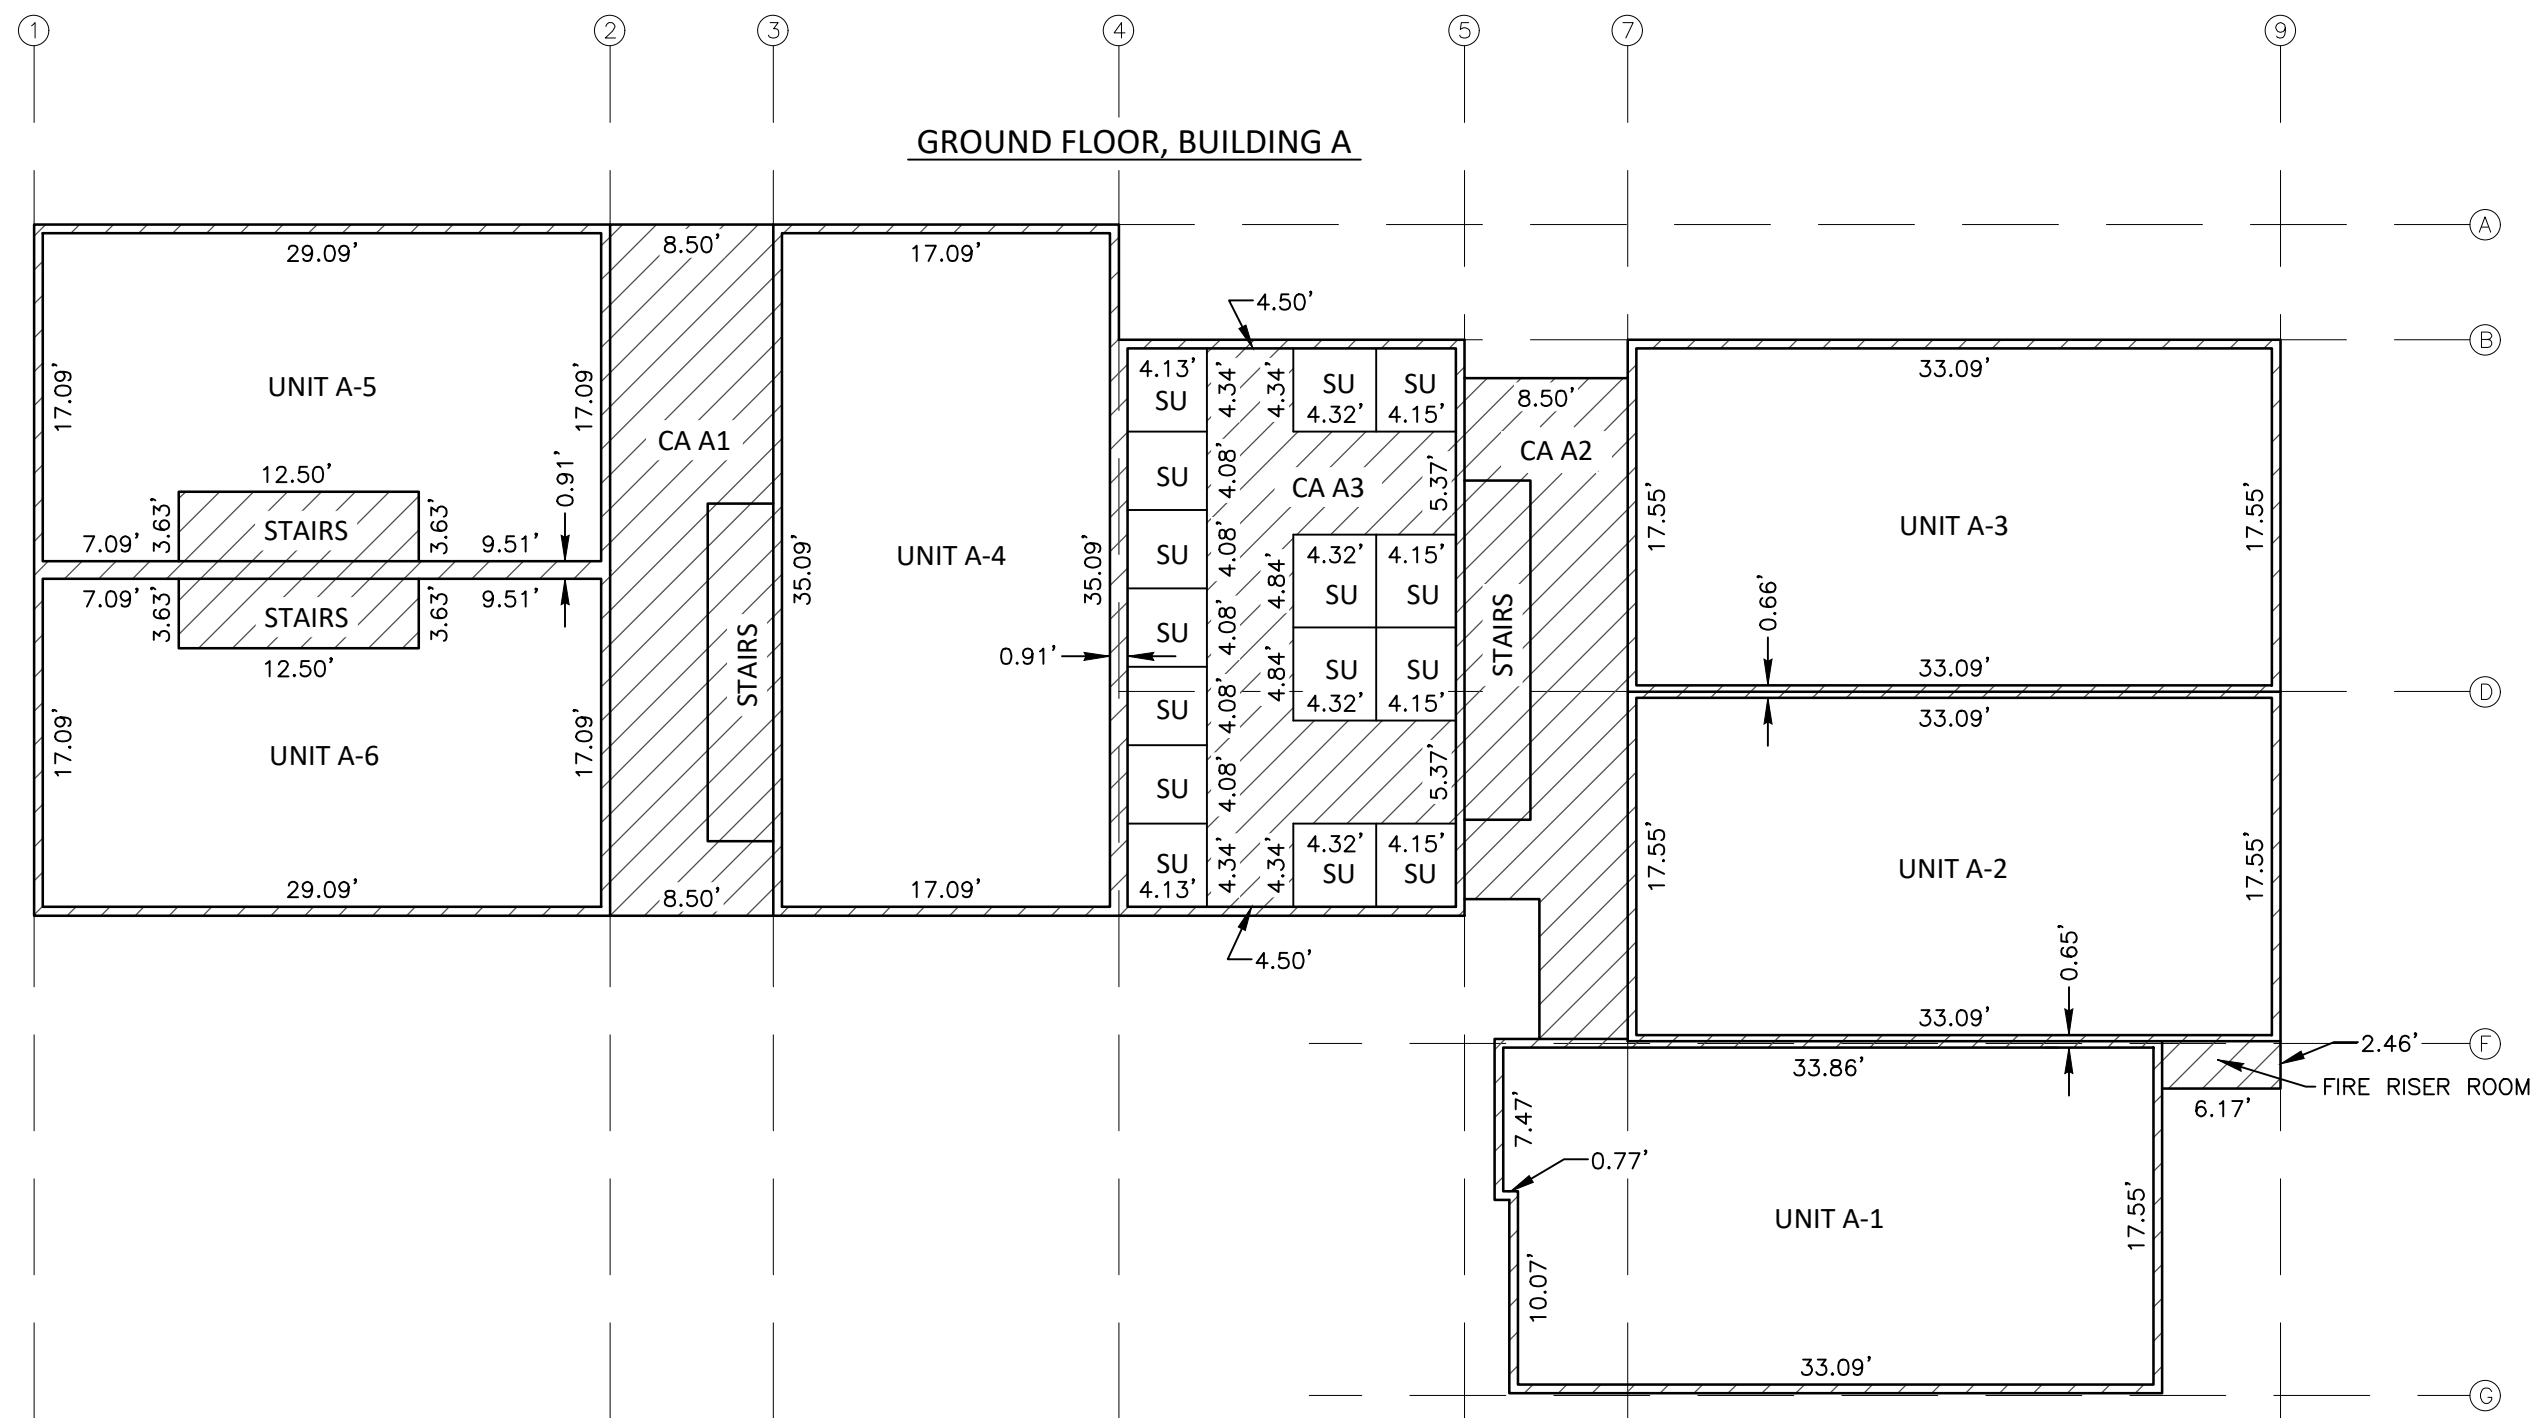 1
2
3
4
5
7
9
GROUND FLOOR, BUILDING A
A
B
D
F
G
29.09’
17.09’
UNIT A-5
17.09’
12.50’
0.91’
7.09’
3.63’
STAIRS
3.63’
9.51’
7.09’
3.63’
STAIRS
3.63’
9.51’
12.50’
17.09’
UNIT A-6
17.09’
29.09’
8.50’
CA A1
STAIRS
8.50’
17.09’
35.09’
UNIT A-4
35.09’
0.91’
17.09’
4.50’
4.13’
SU
4.34’
4.34’
SU
4.32’
SU
4.15’
SU
4.08’
CA A3
5.37’
SU
4.08’
4.32’
SU
4.15’
SU
4.84’
SU
4.08’
SU
4.32’
SU
4.15’
4.84’
SU
4.08’
SU
4.08’
5.37’
SU
4.13’
4.34’
4.34’
4.32’
SU
4.15’
SU
4.50’
8.50’
CA A2
STAIRS
33.09’
17.55’
UNIT A-3
17.55’
0.66’
33.09’
33.09’
17.55’
UNIT A-2
17.55’
0.65’
33.09’
2.46’
FIRE RISER ROOM
6.17’
33.86’
7.47’
0.77’
UNIT A-1
17.55’
10.07’
33.09’